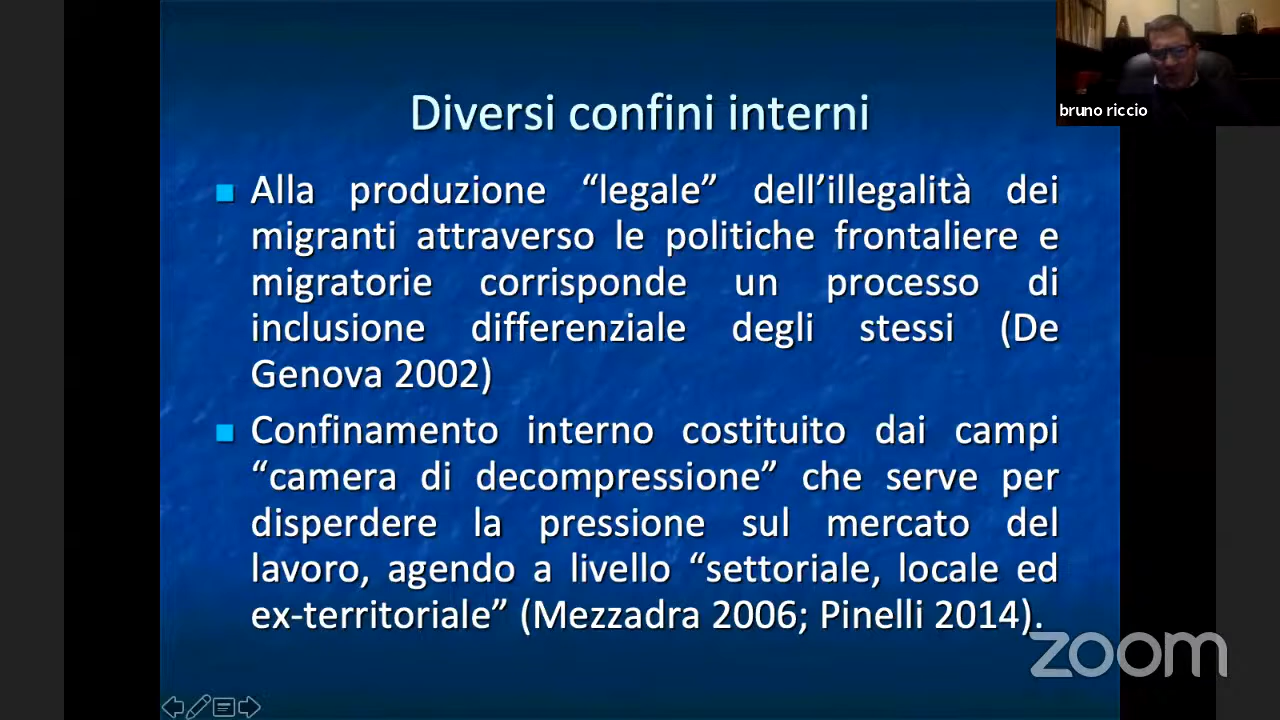 bruno riccio
Diversi confini interni
Alla produzione “legale” dell’illegalità dei
migranti attraverso le politiche frontaliere e
migratorie corrisponde un processo di
inclusione differenziale degli stessi (De
Genova 2002)
Confinamento interno costituito dai campi
“camera di decompressione” che serve per
disperdere la pressione sul mercato del
lavoro, agendo a livello “settoriale, locale ed
ex-territoriale” (Mezzadra 2006; Pinelli 2014).
zoom